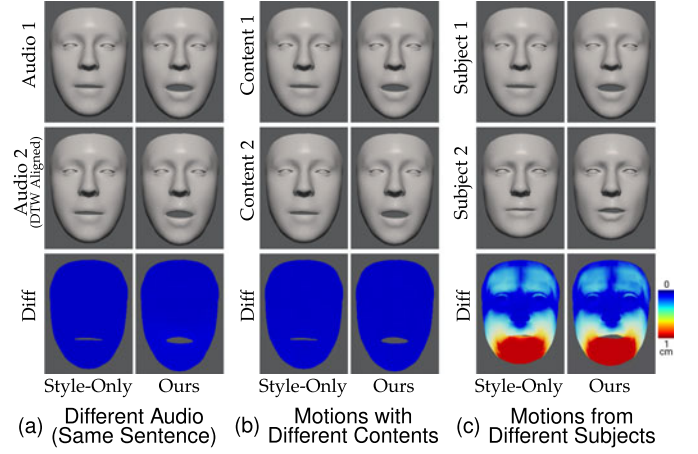 Audio 1
Content 1
Subject 1
Audio 2
(DTW Aligned)
Content 2
Subject 2
Diff
Diff
Diff
0
1
cm
Style-Only Ours
Style-Only Ours
Style-Only Ours
(a) Different Audio
(Same Sentence)
(b) Motions with
Different Contents
(c) Motions from
Different Subjects